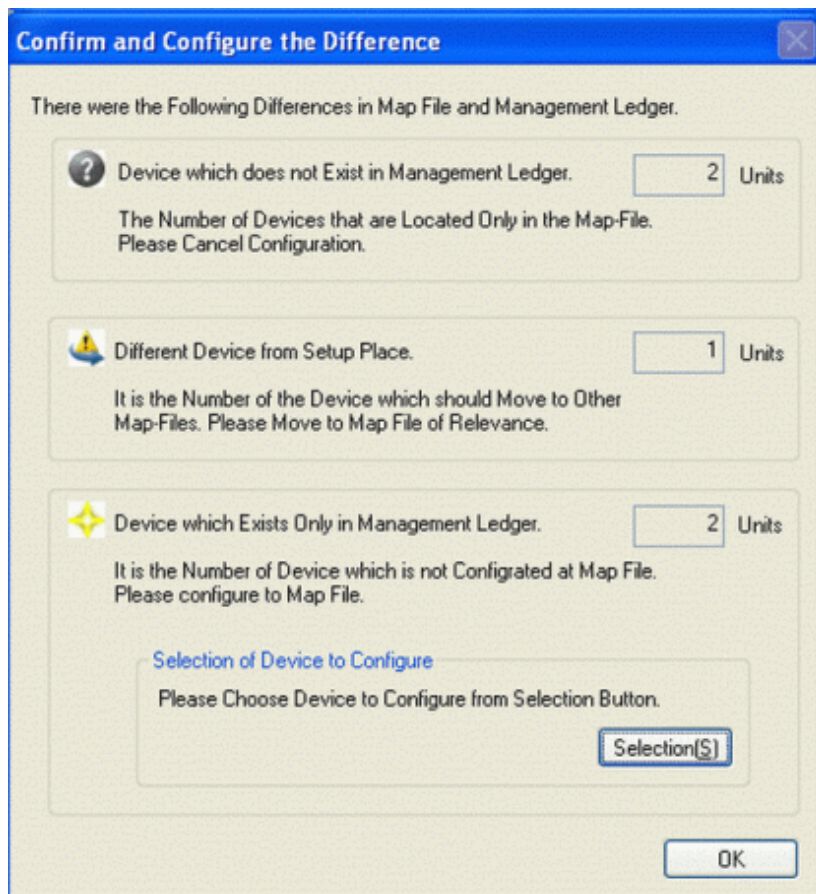 Confirm and Configure the Difference
There were the Following Differences in Map File and Management Ledger.
Device which does not Exist in Management Ledger. 2 Units
The Number of Devices that are Located Only in the Map-File.
Please Cancel Configuration.
Different Device from Setup Place. 1 Units
It is the Number of the Device which should Move to Other
Map-Files. Please Move to Map File of Relevance.
Device which Exists Only in Management Ledger. 2 Units
It is the Number of Device which is not Configrated at Map File.
Please configure to Map File.
Selection of Device to Configure
Please Choose Device to Configure from Selection Button.
Selection(S)
OK